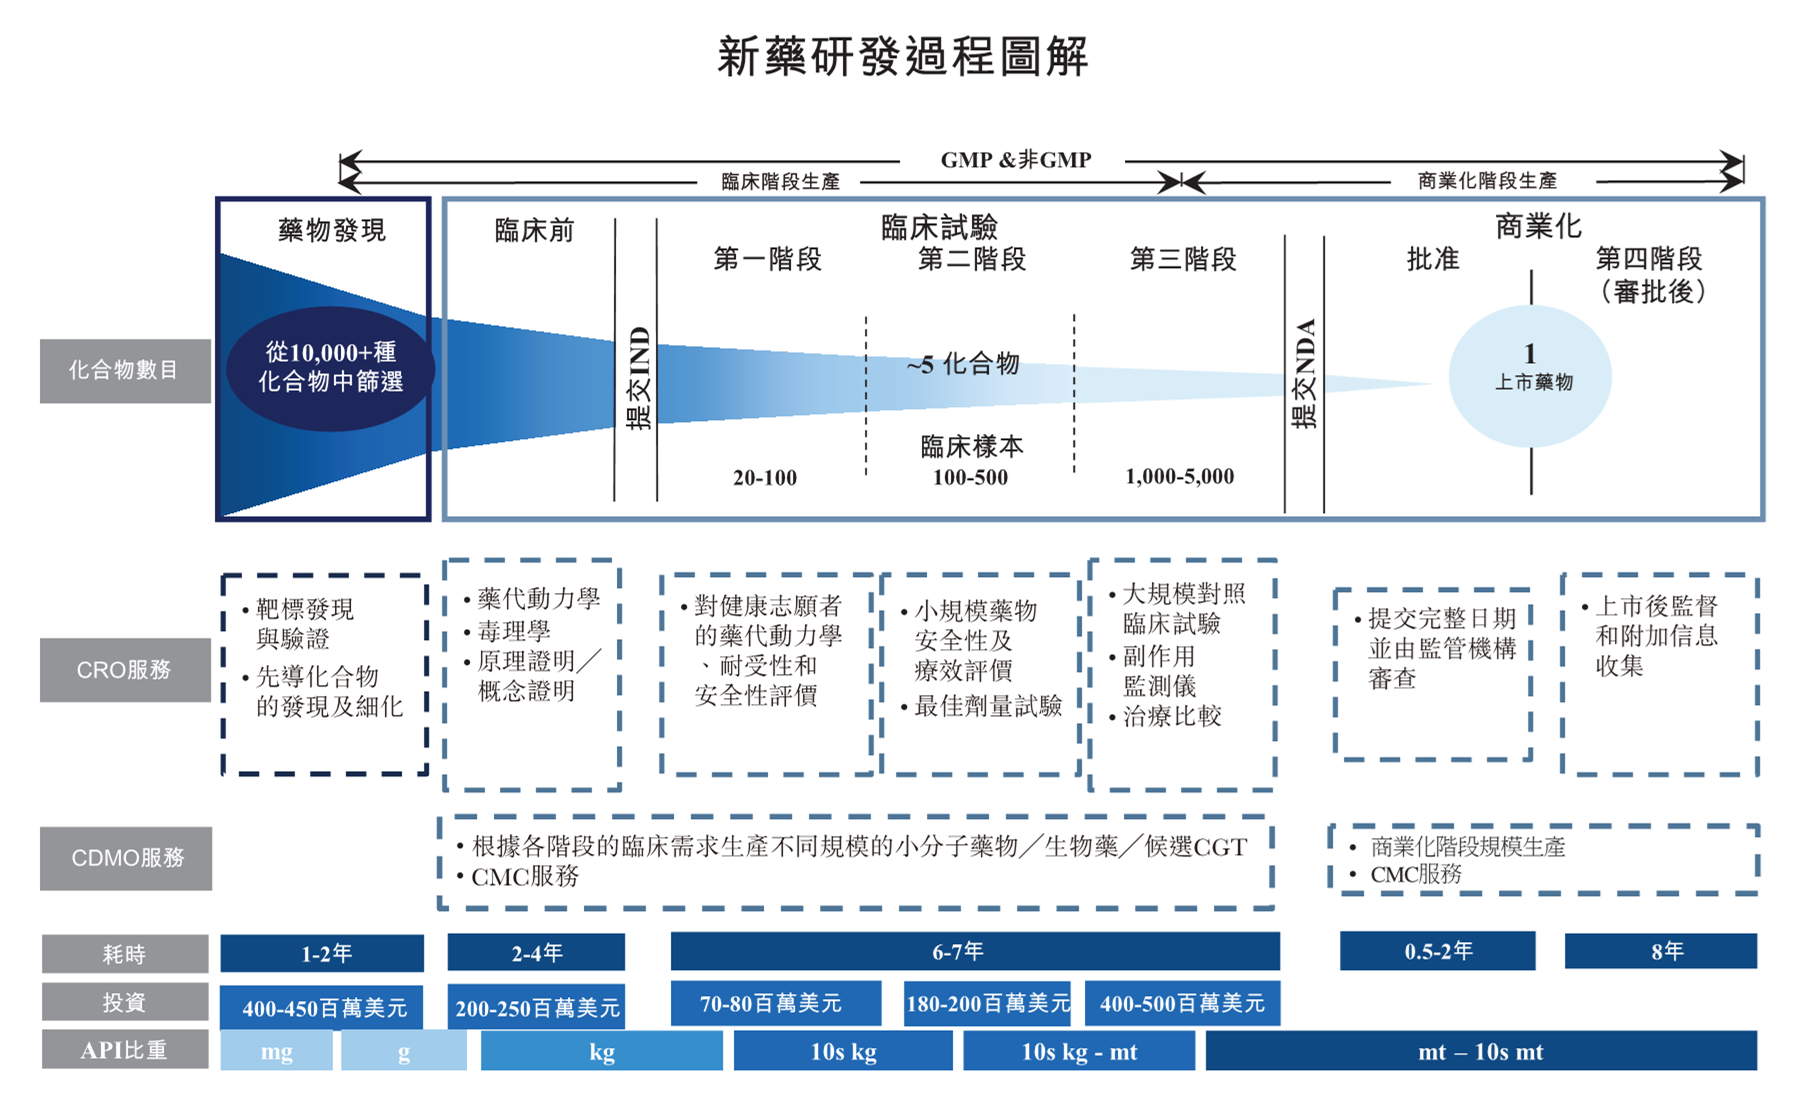 新藥研發過程圖解
GMP &非GMP
臨床階段生產
商業化階段生產
藥物發現
臨床前
臨床試驗
商業化
第一階段
第二階段
第三階段
批准
第四階段
（審批後）
化合物數目
從10,000+種
化合物中篩選
提交IND
~5 化合物
提交NDA
1
上市藥物
臨床樣本
20-100
100-500
1,000-5,000
CRO服務
• 靶標發現
與驗證
• 先導化合物
的發現及細化
• 藥代動力學
• 毒理學
• 原理證明／
概念證明
• 對健康志願者
的藥代動力學
、耐受性和
安全性評價
• 小規模藥物
安全性及
療效評價
• 最佳劑量試驗
• 大規模對照
臨床試驗
• 副作用
監測儀
• 治療比較
• 提交完整日期
並由監管機構
審查
• 上市後監督
和附加信息
收集
CDMO服務
• 根據各階段的臨床需求生產不同規模的小分子藥物／生物藥／候選CGT
• CMC服務
• 商業化階段規模生產
• CMC服務
耗時
1-2年
2-4年
6-7年
0.5-2年
8年
投資
400-450百萬美元
200-250百萬美元
70-80百萬美元
180-200百萬美元
400-500百萬美元
API比重
mg
g
kg
10s kg
10s kg - mt
mt – 10s mt